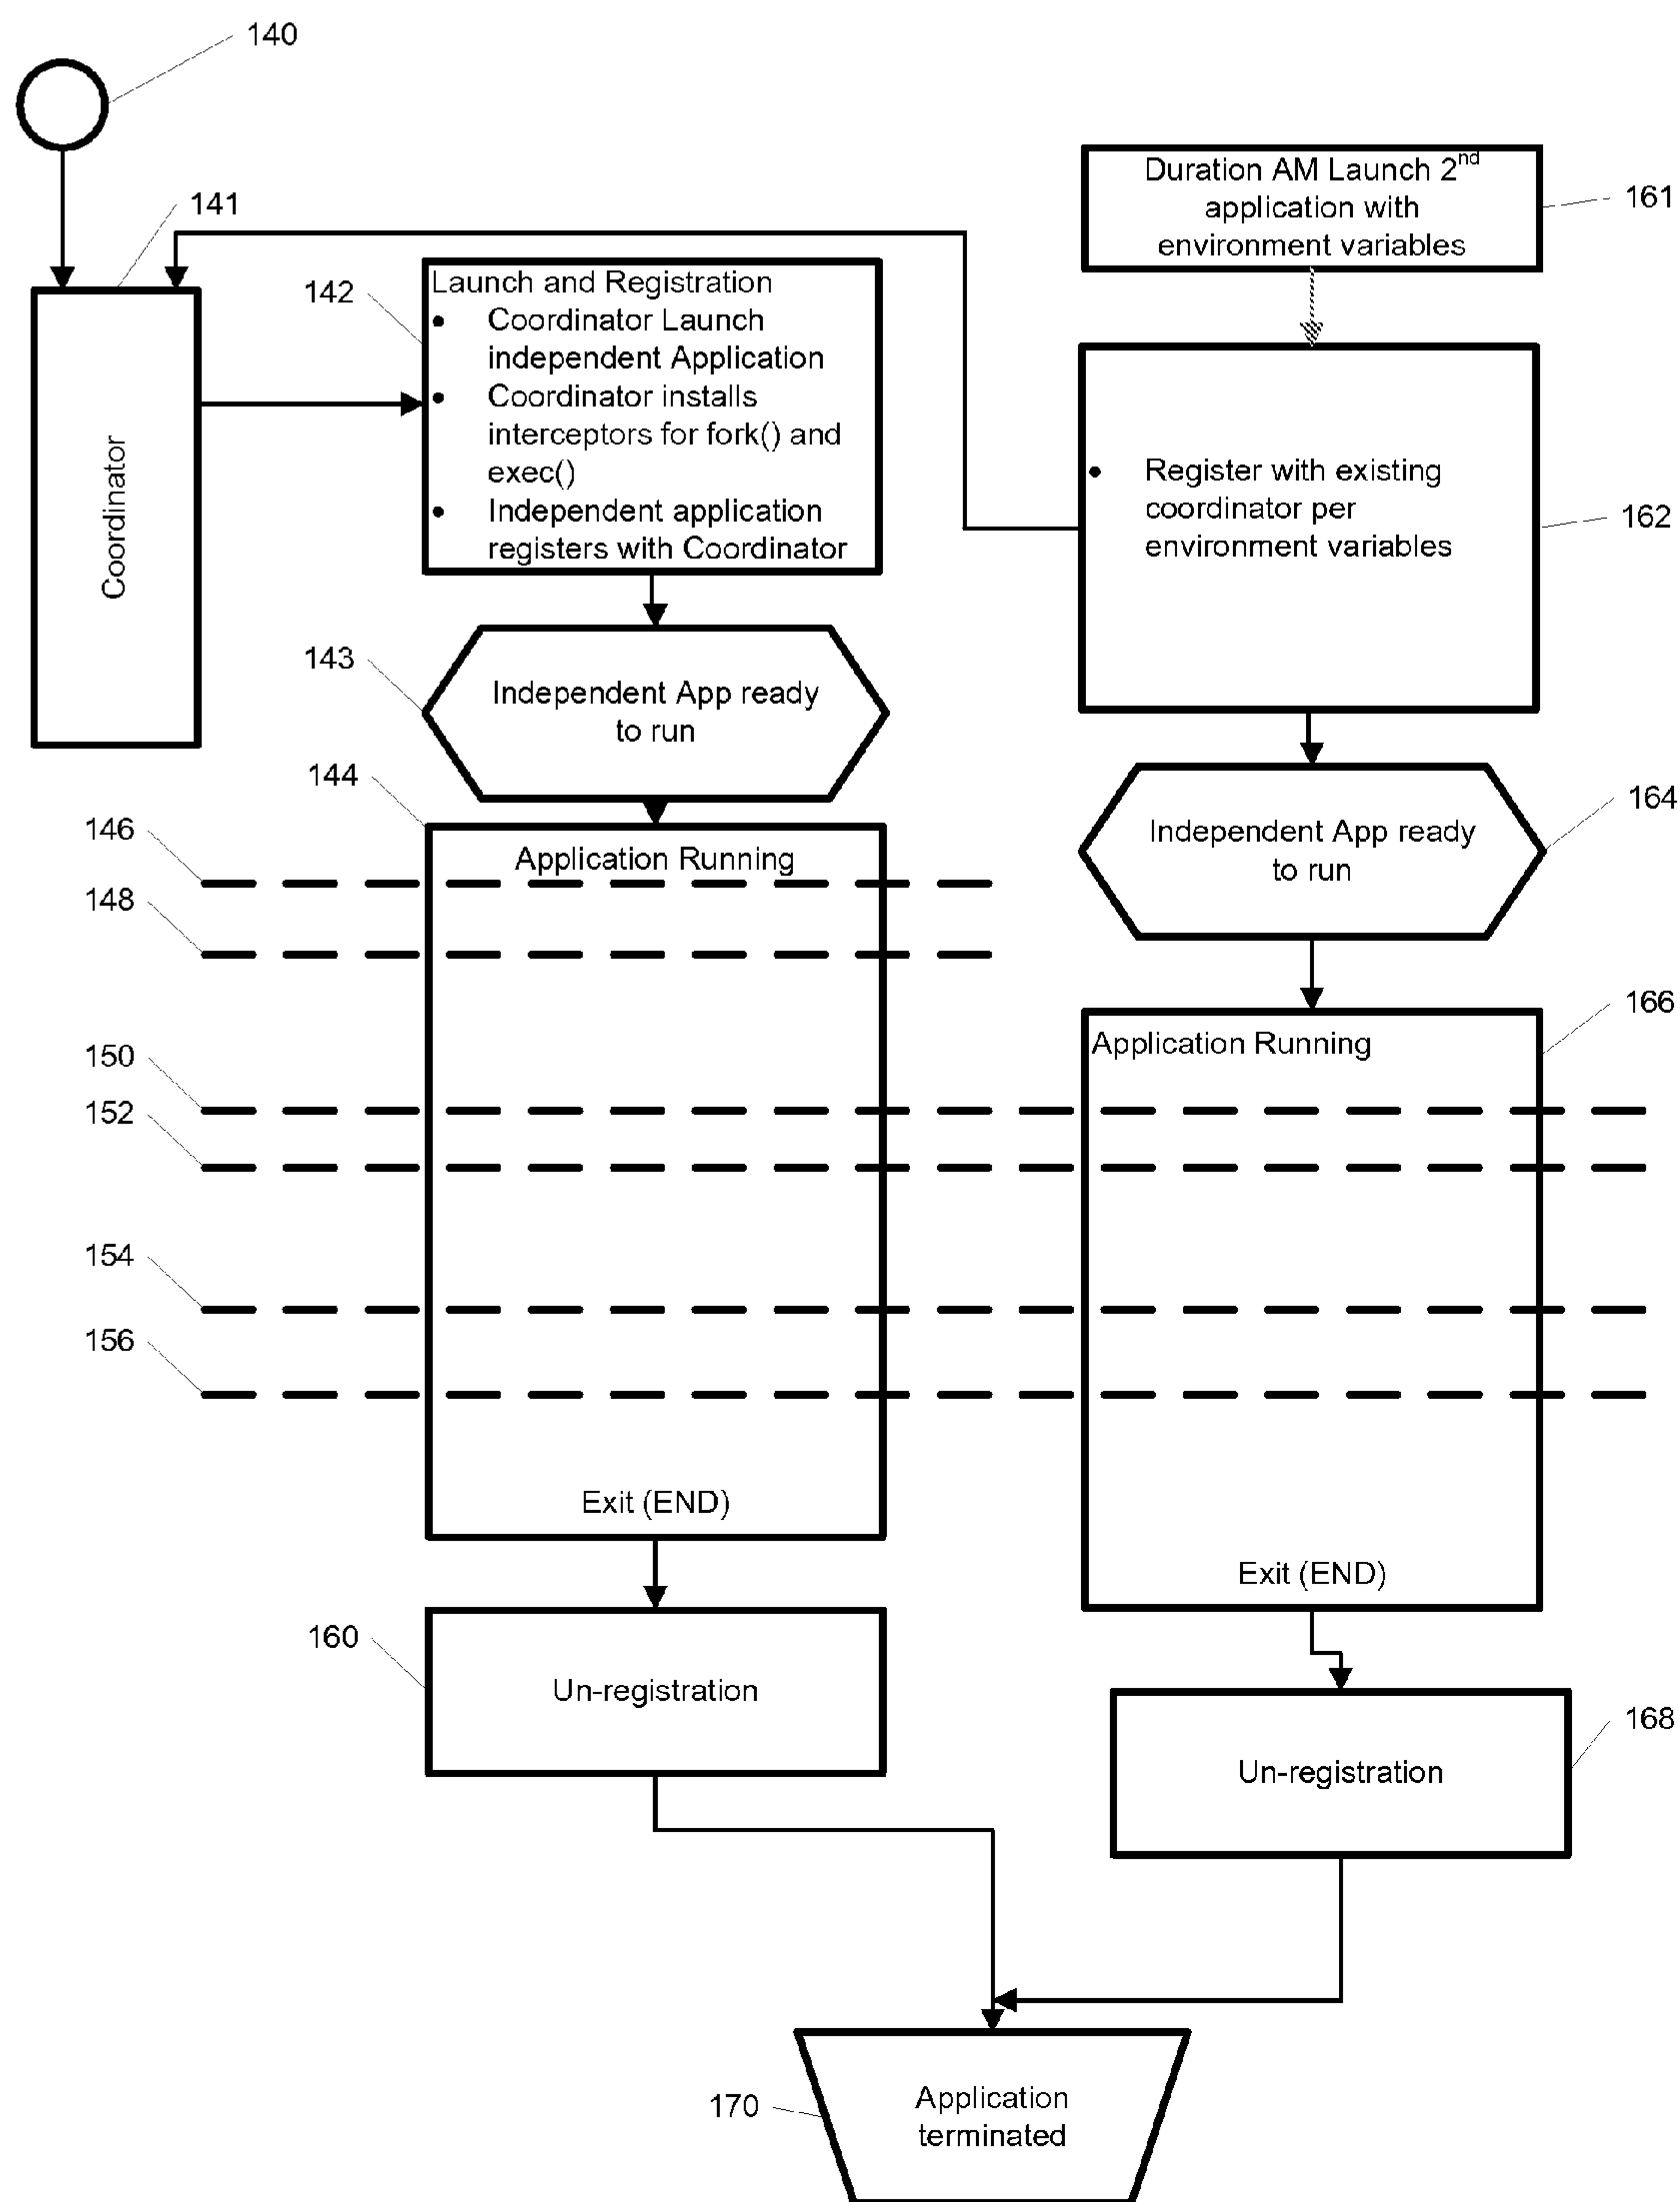 140
141
Coordinator
142
Launch and Registration
• Coordinator Launch
independent Application
• Coordinator installs
interceptors for fork() and
exec()
• Independent application
registers with Coordinator
143
Independent App ready
to run
144
Application Running
146
148
150
152
154
156
Exit (END)
160
Un-registration
Duration AM Launch 2nd
application with
environment variables
161
• Register with existing
coordinator per
environment variables
162
Independent App ready
to run
164
Application Running
166
Exit (END)
Un-registration
168
170
Application
terminated